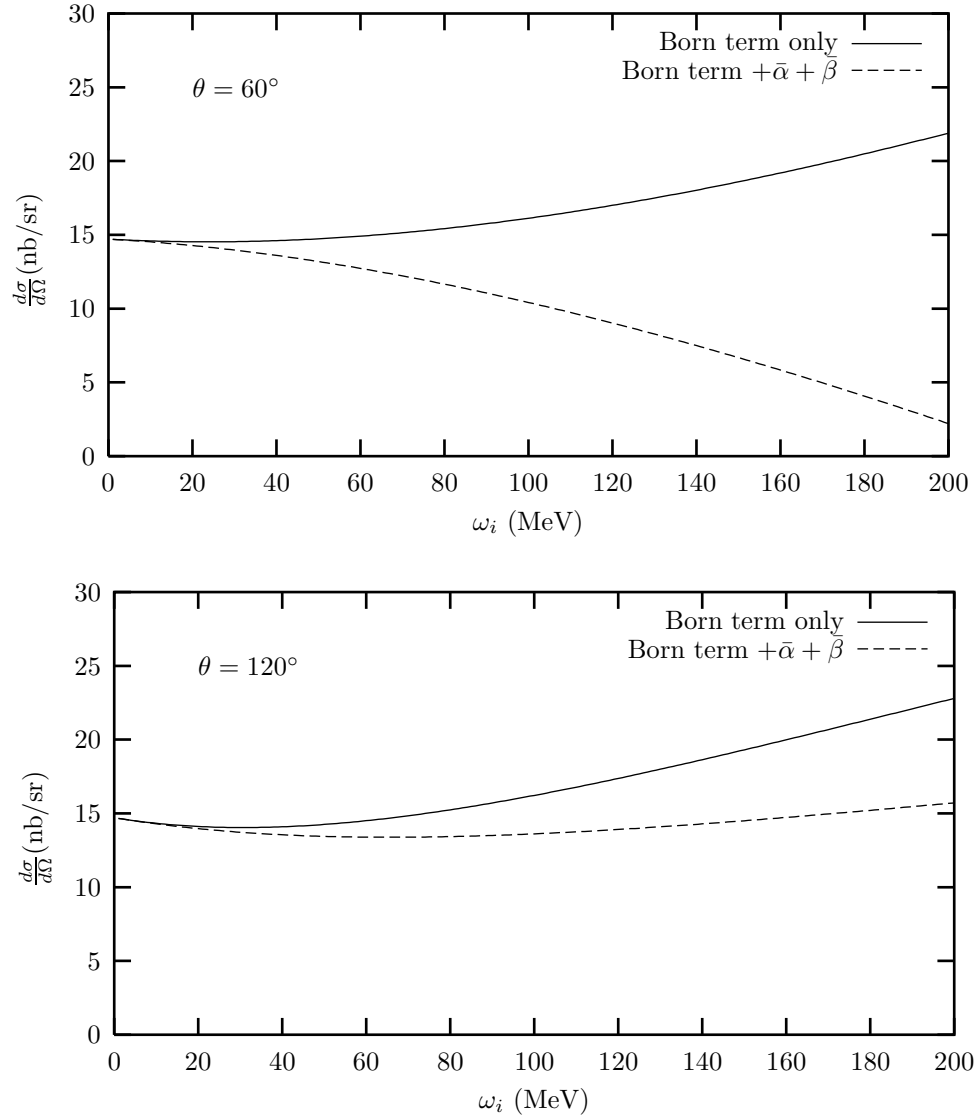 30
25
20
15
10
5
0
dσ/dΩ (nb/sr)
θ = 60°
Born term only
Born term +ᾱ + β̄
0 20 40 60 80 100 120 140 160 180 200
ωᵢ (MeV)
30
25
20
15
10
5
0
dσ/dΩ (nb/sr)
θ = 120°
Born term only
Born term +ᾱ + β̄
0 20 40 60 80 100 120 140 160 180 200
ωᵢ (MeV)